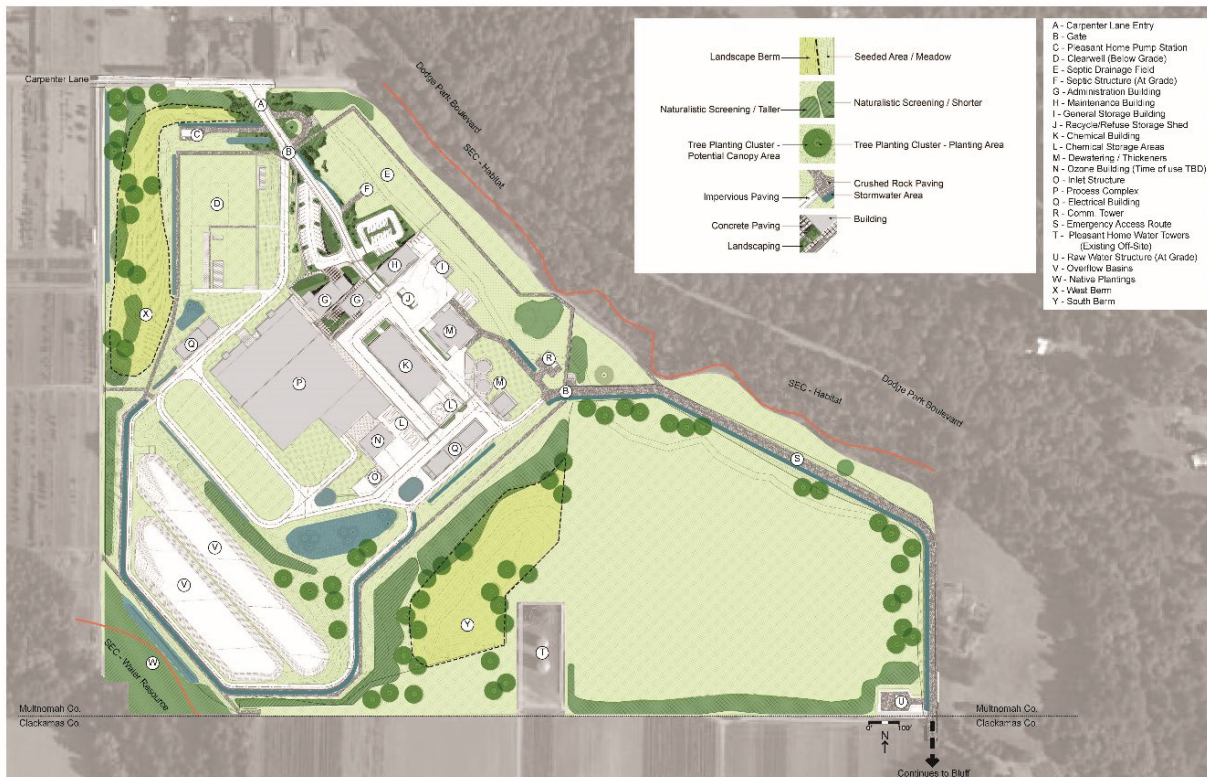 Carpenter Lane
Dodge Park Boulevard
SEC - Habitat
Landscape Berm
Seeded Area / Meadow
Naturalistic Screening / Taller
Naturalistic Screening / Shorter
Tree Planting Cluster -
Potential Canopy Area
Tree Planting Cluster - Planting Area
Impervious Paving
Crushed Rock Paving
Stormwater Area
Concrete Paving
Building
Landscaping
A - Carpenter Lane Entry
B - Gate
C - Pleasant Home Pump Station
D - Clearwell (Below Grade)
E - Septic Drainage Field
F - Septic Structure (At Grade)
G - Administration Building
H - Maintenance Building
I - General Storage Building
J - Recycle/Refuse Storage Shed
K - Chemical Building
L - Chemical Storage Areas
M - Dewatering / Thickeners
N - Ozone Building (Time of use TBD)
O - Inlet Structure
P - Process Complex
Q - Electrical Building
R - Comm. Tower
S - Emergency Access Route
T - Pleasant Home Water Towers
(Existing Off-Site)
U - Raw Water Structure (At Grade)
V - Overflow Basins
W - Native Plantings
X - West Berm
Y - South Berm
A
C
B
E
F
D
H
I
G
G
J
X
Q
M
R
K
P
M
B
L
L
N
Q
O
S
V
V
Y
T
W
U
SEC - Habitat
Dodge Park Boulevard
SEC - Water Resource
Multnomah Co.
Clackamas Co.
Multnomah Co.
Clackamas Co.
0' 100'
N
Continues to Bluff